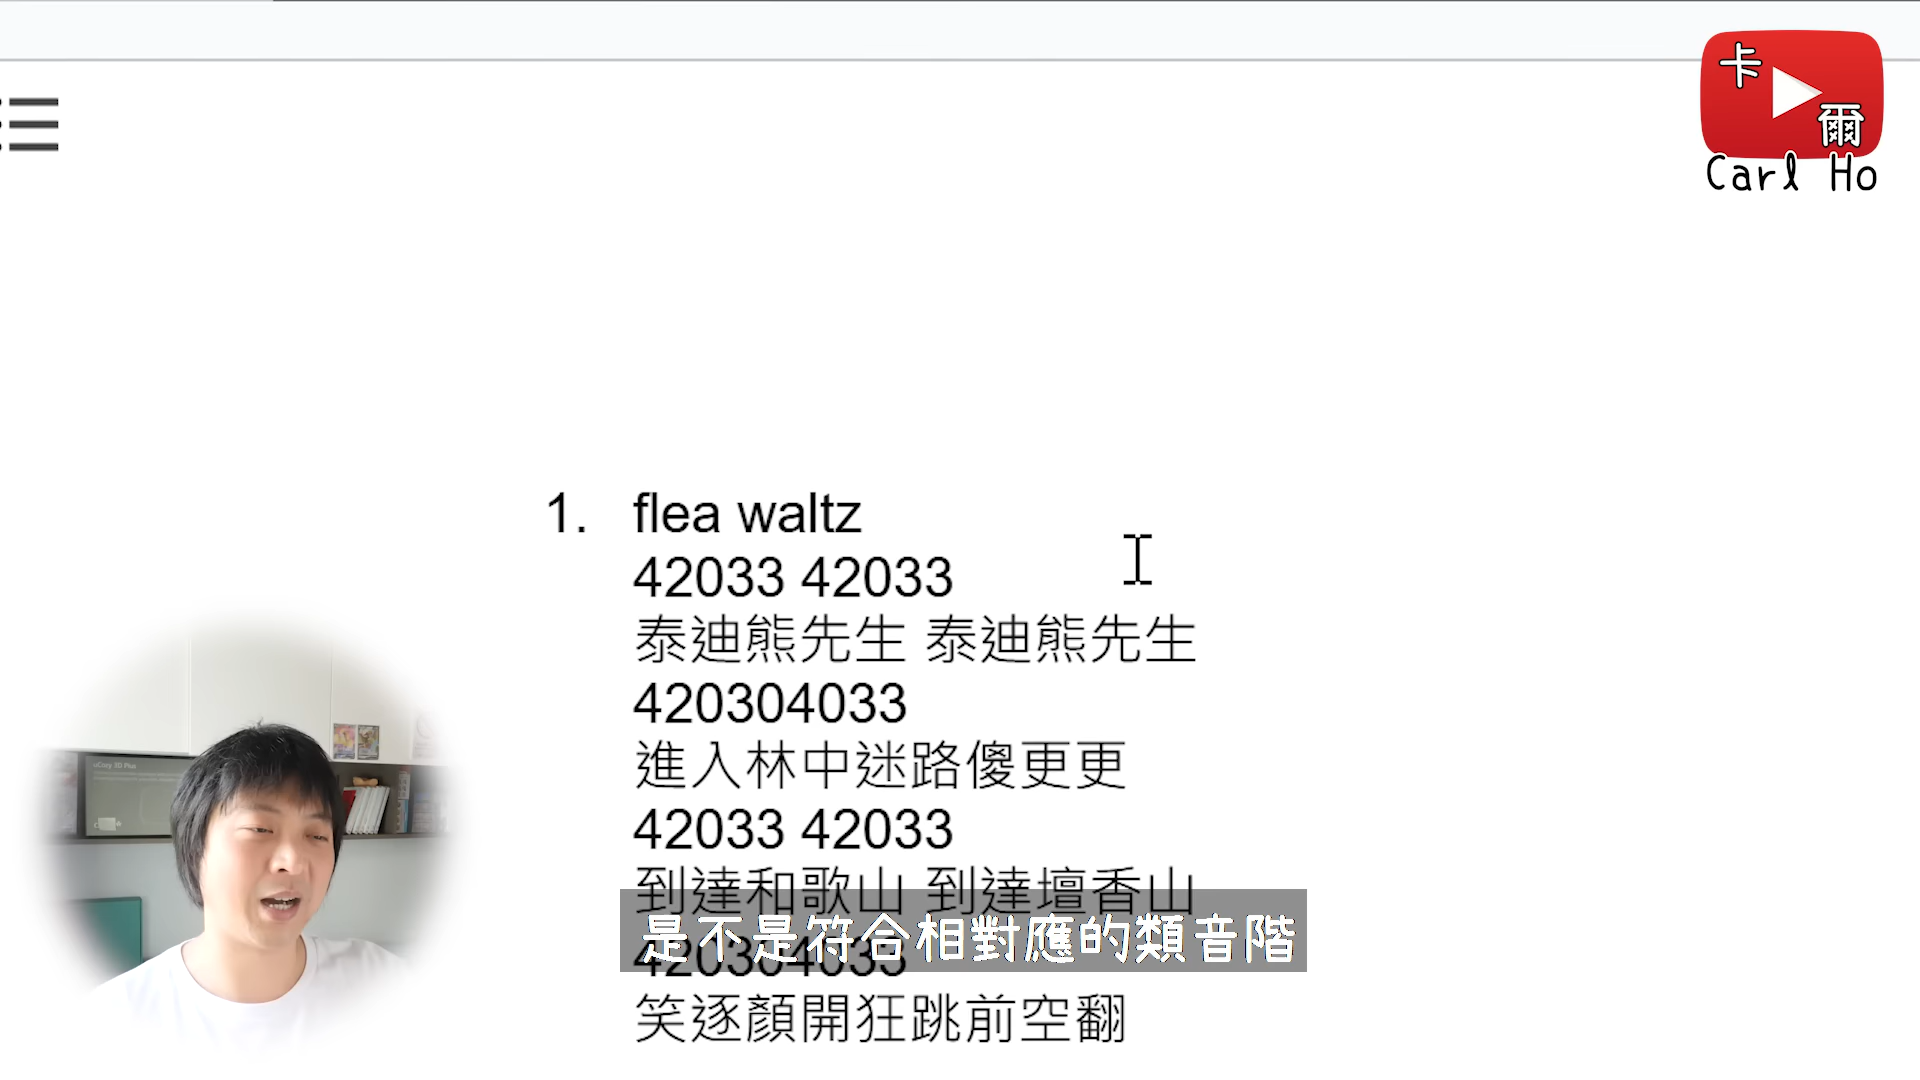 卡
爾
Carl Ho
1. flea waltz
42033 42033
泰迪熊先生 泰迪熊先生
420304033
進入林中迷路傻更更
42033 42033
到達和歌山 到達壇香山
420304033
是不是符合相對應的類音階
笑逐顏開狂跳前空翻